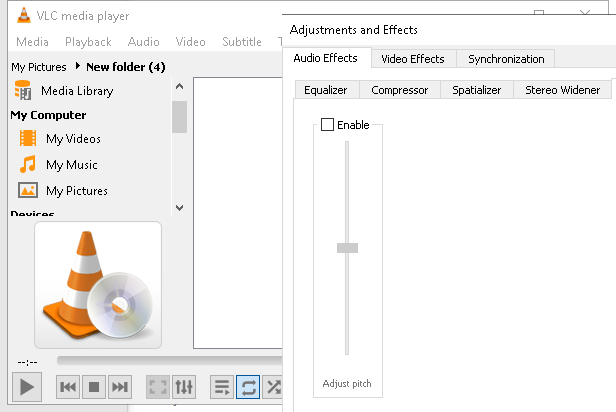 VLC media player
Media Playback Audio Video Subtitle T
My Pictures New folder (4)
Media Library
My Computer
My Videos
My Music
My Pictures
Devices
--:--
Adjustments and Effects
Audio Effects Video Effects Synchronization
Equalizer Compressor Spatializer Stereo Widener
Enable
Adjust pitch